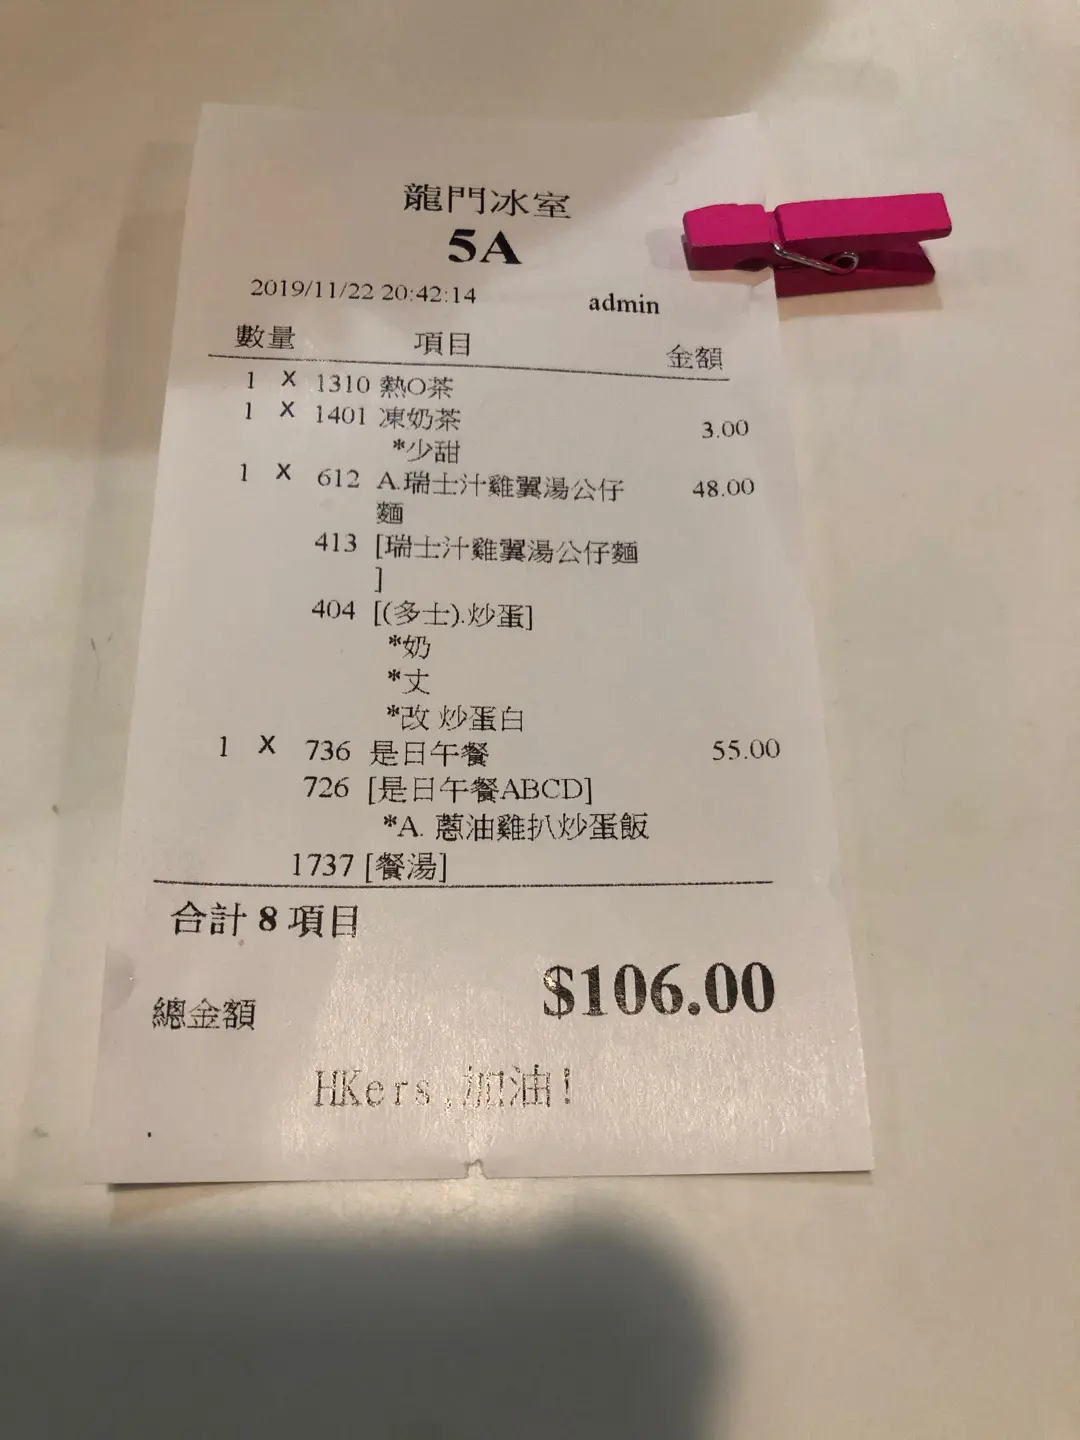 龍門冰室
5A
2019/11/22 20:42:14 admin
數量 項目 金額
1 X 1310 熱O茶
1 X 1401 凍奶茶 3.00
*少甜
1 X 612 A.瑞士汁雞翼湯公仔 48.00
麵
413 [瑞士汁雞翼湯公仔麵
]
404 [(多士).炒蛋]
*奶
*丈
*改 炒蛋白
1 X 736 是日午餐 55.00
726 [是日午餐ABCD]
*A. 蔥油雞扒炒蛋飯
1737 [餐湯]
合計 8 項目
總金額 $106.00
HKers,加油!